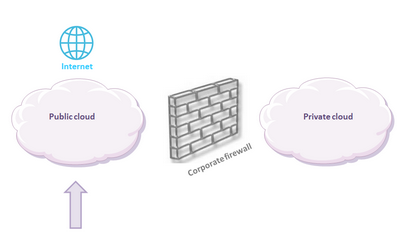 Internet
Public cloud
Corporate firewall
Private cloud